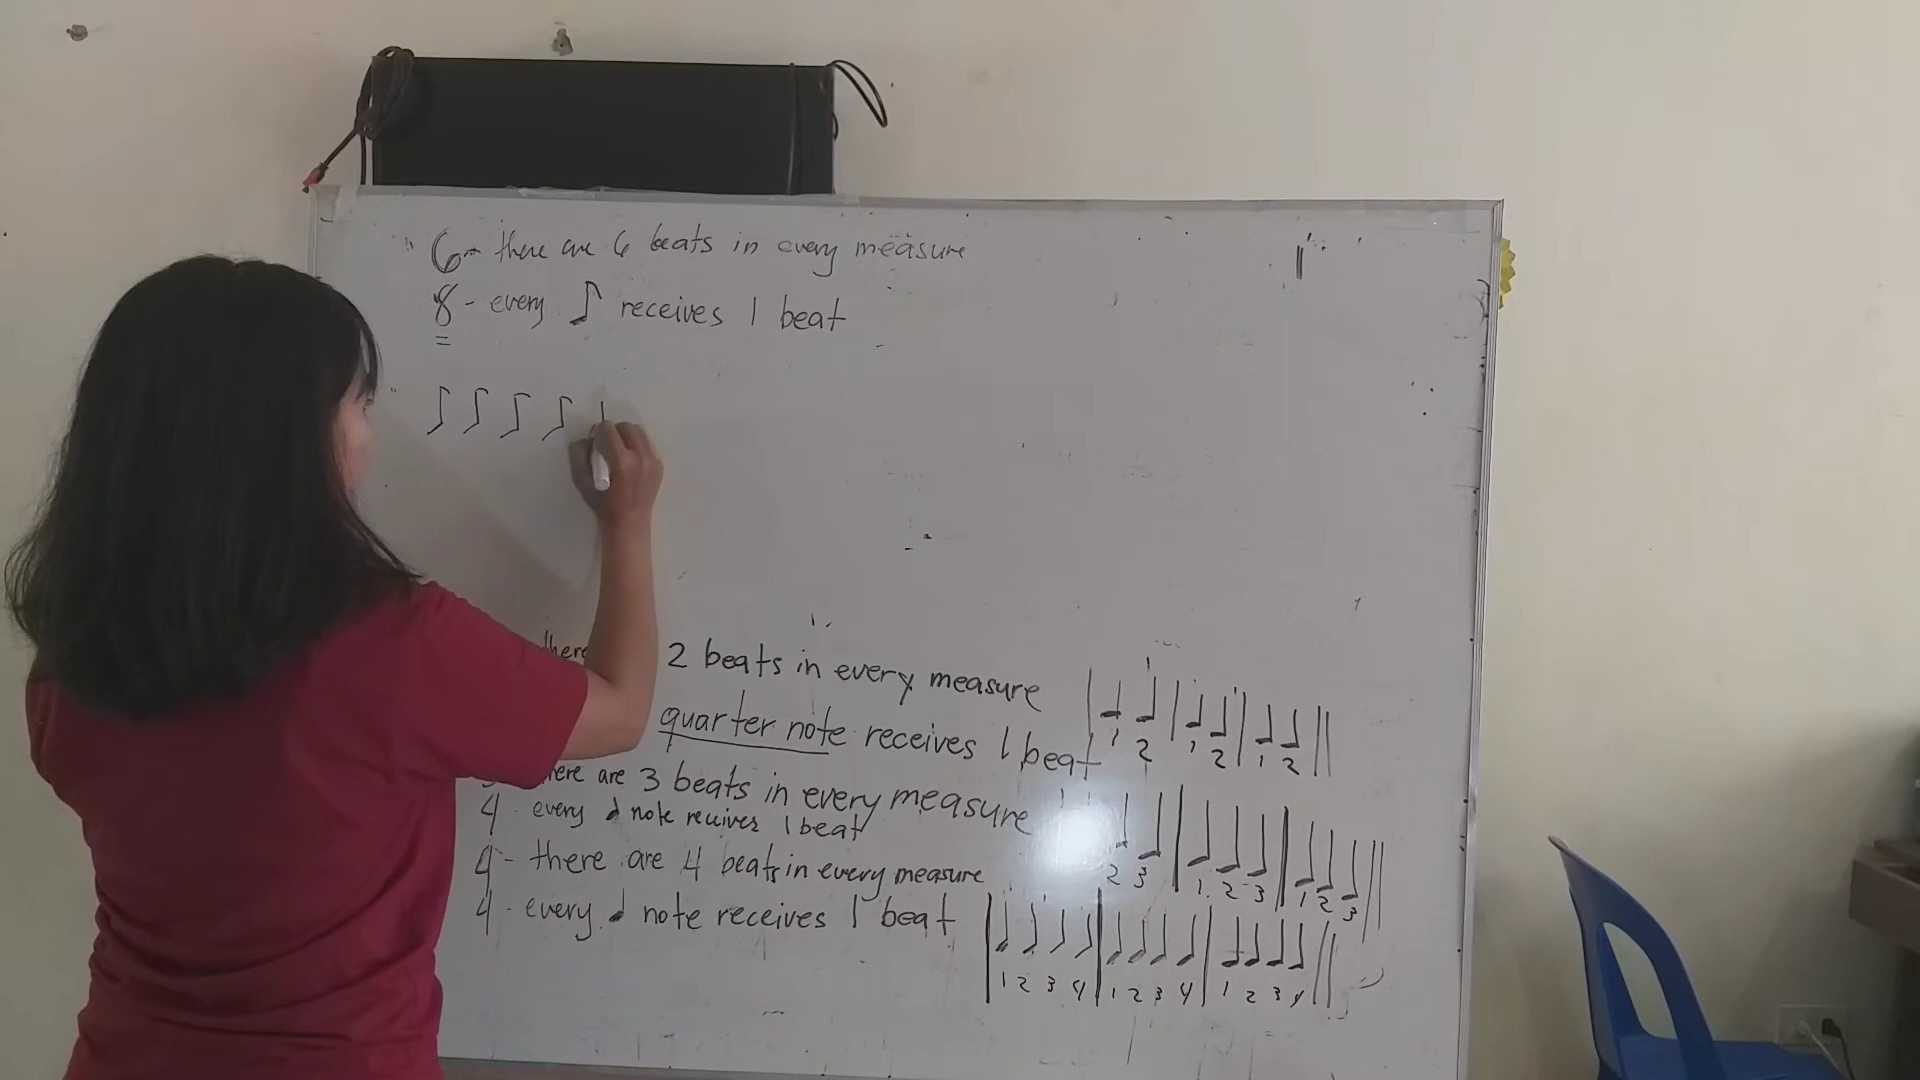 6 - there are 6 beats in every measure
8 - every ♪ receives 1 beat
♪ ♪ ♪ ♪
there 2 beats in every measure
1 2 1 2 1 2
quarter note receives 1 beat
here are 3 beats in every measure
4 - every ♩ note receives 1 beat
2 3 1 2 3 1 2 3
4 - there are 4 beats in every measure
4 - every ♩ note receives 1 beat
1 2 3 4 1 2 3 4 1 2 3 4